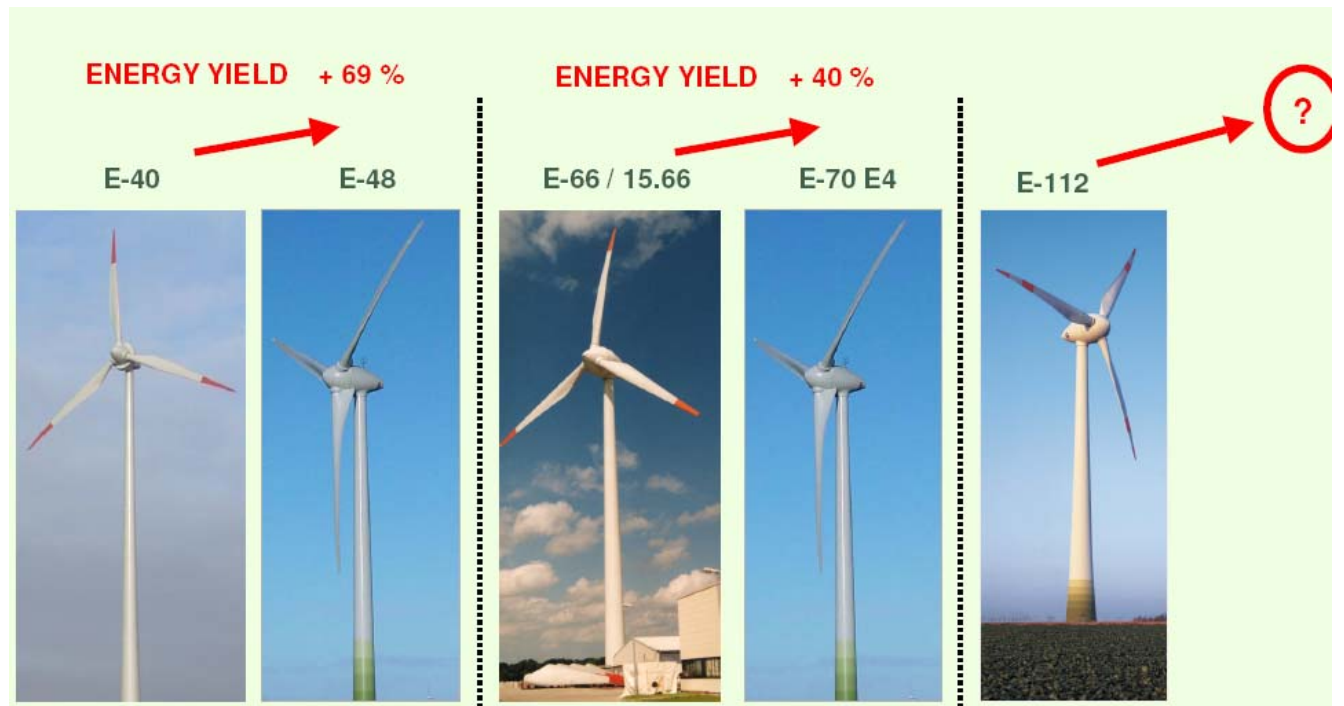 ENERGY YIELD + 69 %
ENERGY YIELD + 40 %
?
E-40
E-48
E-66 / 15.66
E-70 E4
E-112